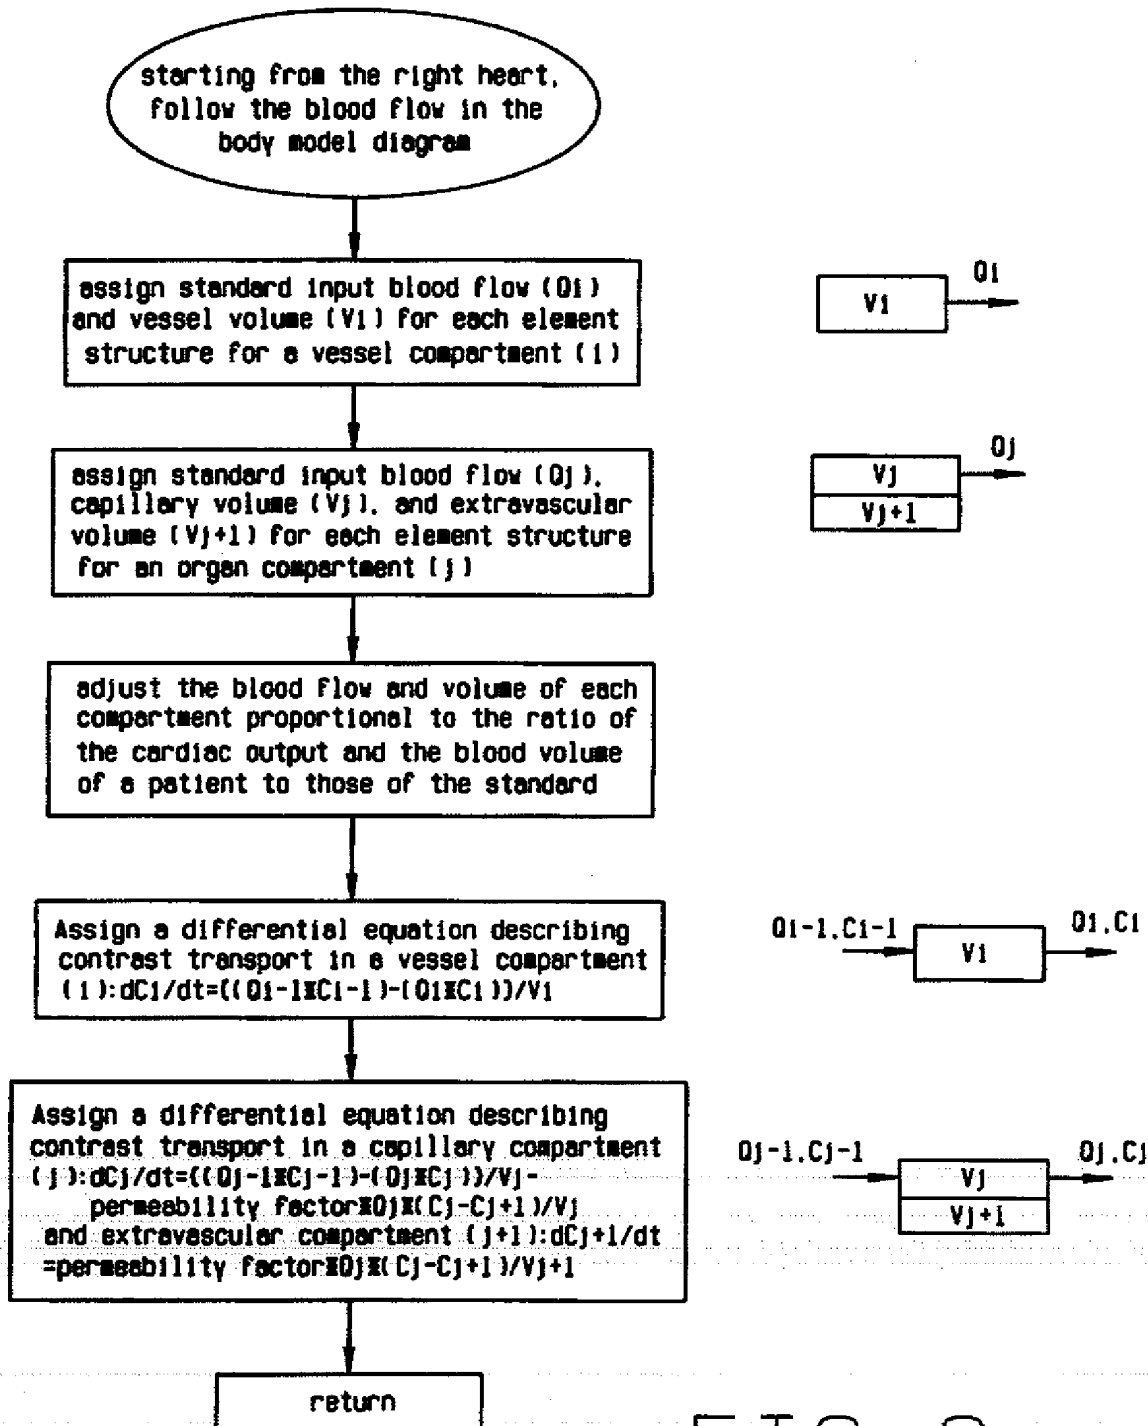 starting from the right heart,
follow the blood flow in the
body model diagram
assign standard input blood flow (Qi)
and vessel volume (Vi) for each element
structure for a vessel compartment (i)
Qi
Vi
assign standard input blood flow (Qj),
capillary volume (Vj), and extravascular
volume (Vj+1) for each element structure
for an organ compartment (j)
Qj
Vj
Vj+1
adjust the blood flow and volume of each
compartment proportional to the ratio of
the cardiac output and the blood volume
of a patient to those of the standard
Assign a differential equation describing
contrast transport in a vessel compartment
(i):dCi/dt=((Qi-1*Ci-1)-(Qi*Ci))/Vi
Qi-1,Ci-1
Vi
Qi,Ci
Assign a differential equation describing
contrast transport in a capillary compartment
(j):dCj/dt=((Qj-1*Cj-1)-(Qj*Cj))/Vj-
permeability factor*Qj*(Cj-Cj+1)/Vj
and extravascular compartment (j+1):dCj+1/dt
=permeability factor*Qj*(Cj-Cj+1)/Vj+1
Qj-1,Cj-1
Vj
Vj+1
Qj,Cj
return